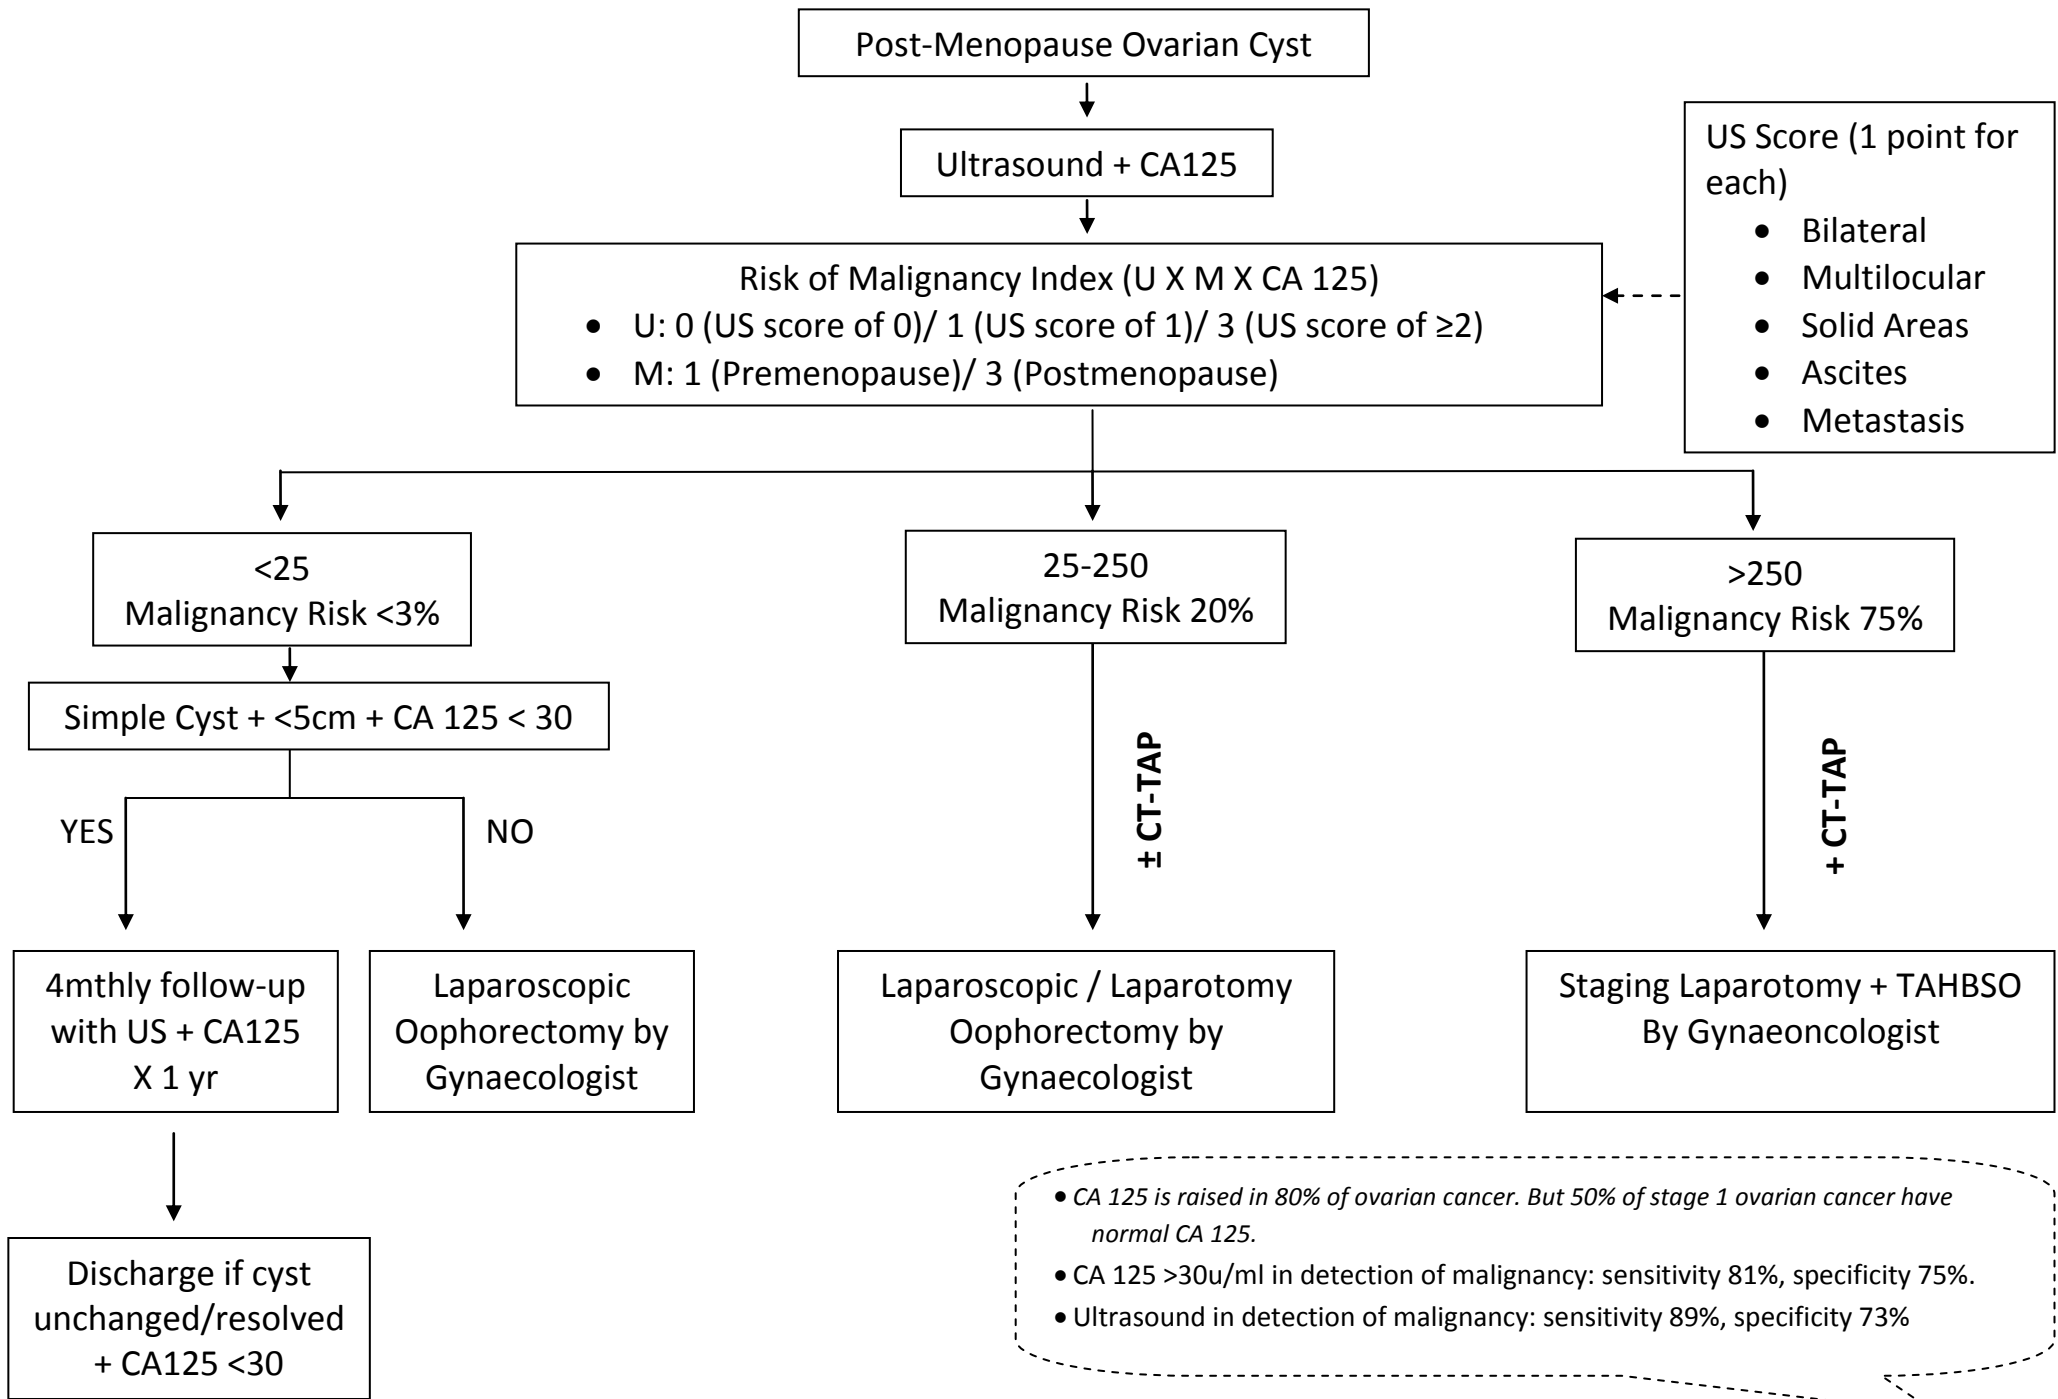 Post-Menopause Ovarian Cyst
Ultrasound + CA125
US Score (1 point for
each)
• Bilateral
• Multilocular
• Solid Areas
• Ascites
• Metastasis
Risk of Malignancy Index (U X M X CA 125)
• U: 0 (US score of 0)/ 1 (US score of 1)/ 3 (US score of ≥2)
• M: 1 (Premenopause)/ 3 (Postmenopause)
<25
Malignancy Risk <3%
25-250
Malignancy Risk 20%
>250
Malignancy Risk 75%
Simple Cyst + <5cm + CA 125 < 30
YES
NO
± CT-TAP
+ CT-TAP
4mthly follow-up
with US + CA125
X 1 yr
Laparoscopic
Oophorectomy by
Gynaecologist
Laparoscopic / Laparotomy
Oophorectomy by
Gynaecologist
Staging Laparotomy + TAHBSO
By Gynaeoncologist
Discharge if cyst
unchanged/resolved
+ CA125 <30
• CA 125 is raised in 80% of ovarian cancer. But 50% of stage 1 ovarian cancer have
normal CA 125.
• CA 125 >30u/ml in detection of malignancy: sensitivity 81%, specificity 75%.
• Ultrasound in detection of malignancy: sensitivity 89%, specificity 73%